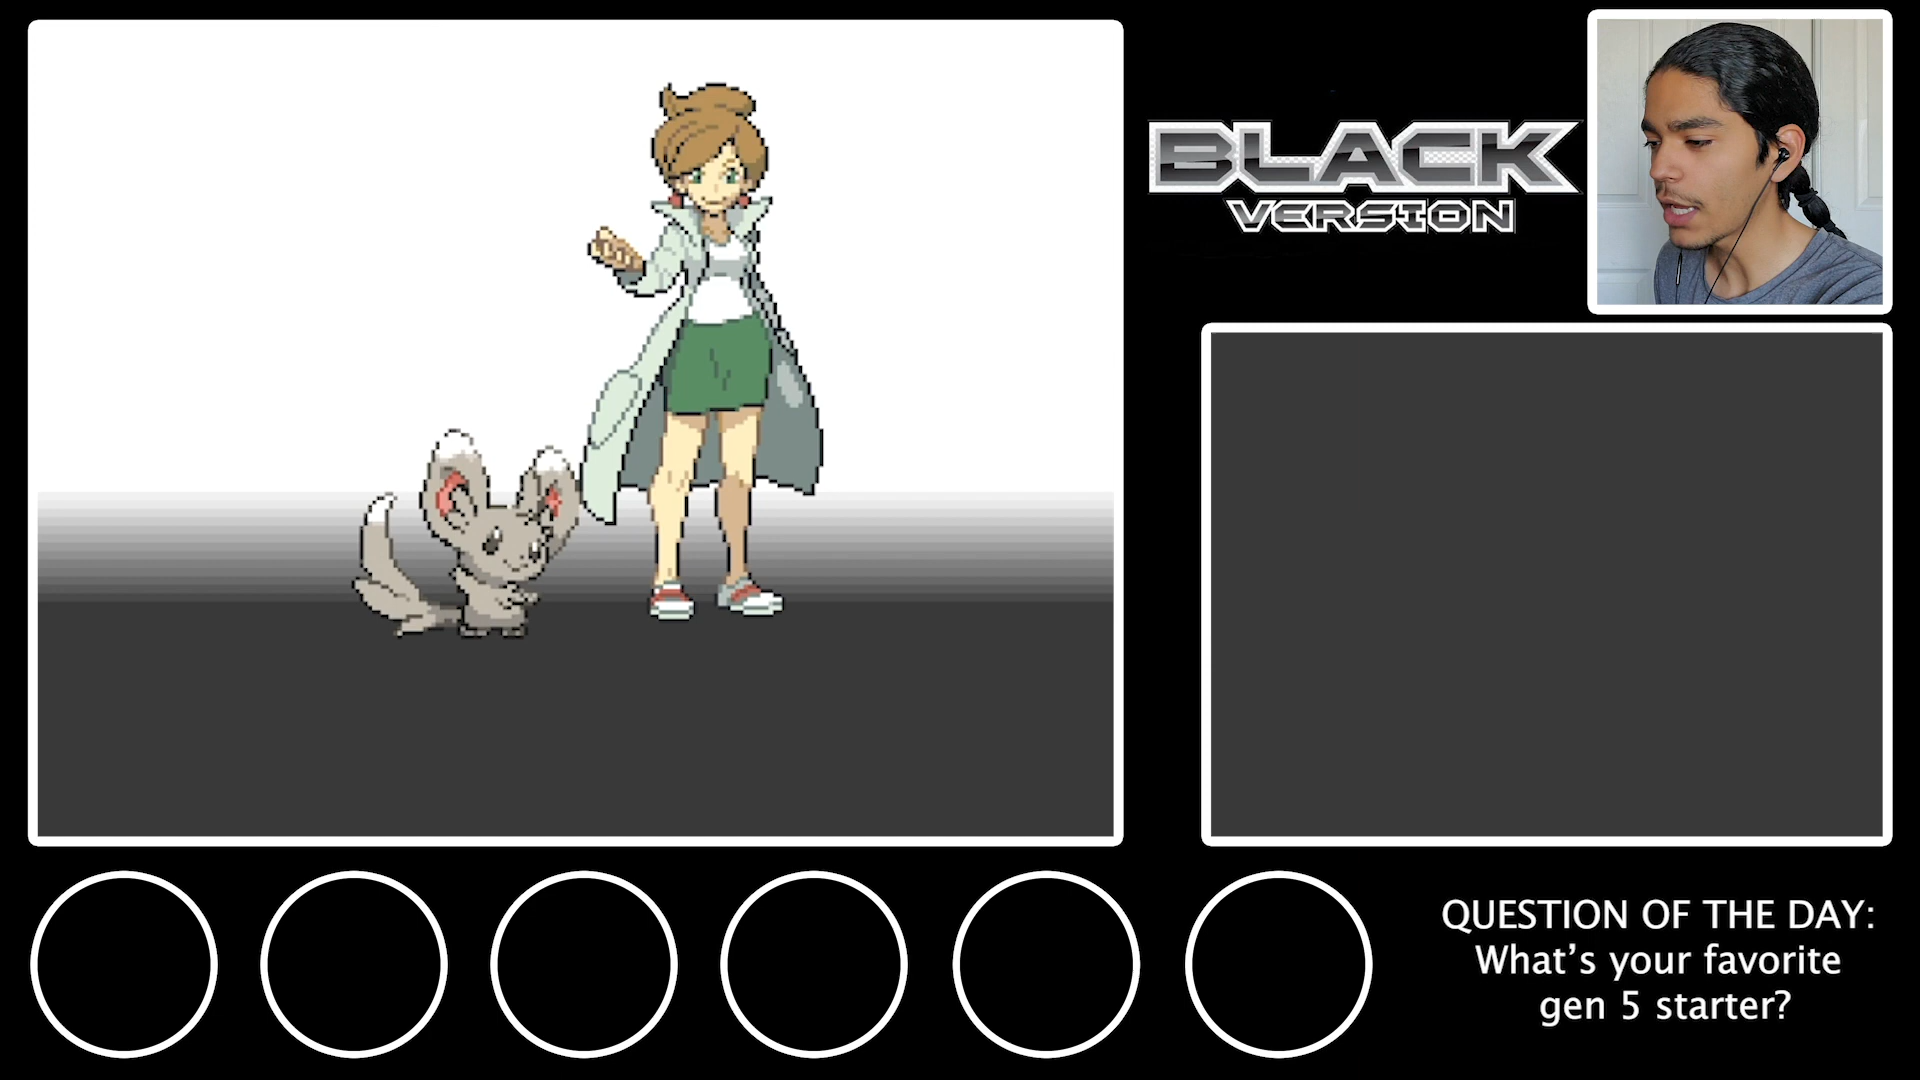 BLACK
VERSION
QUESTION OF THE DAY:
What's your favorite
gen 5 starter?